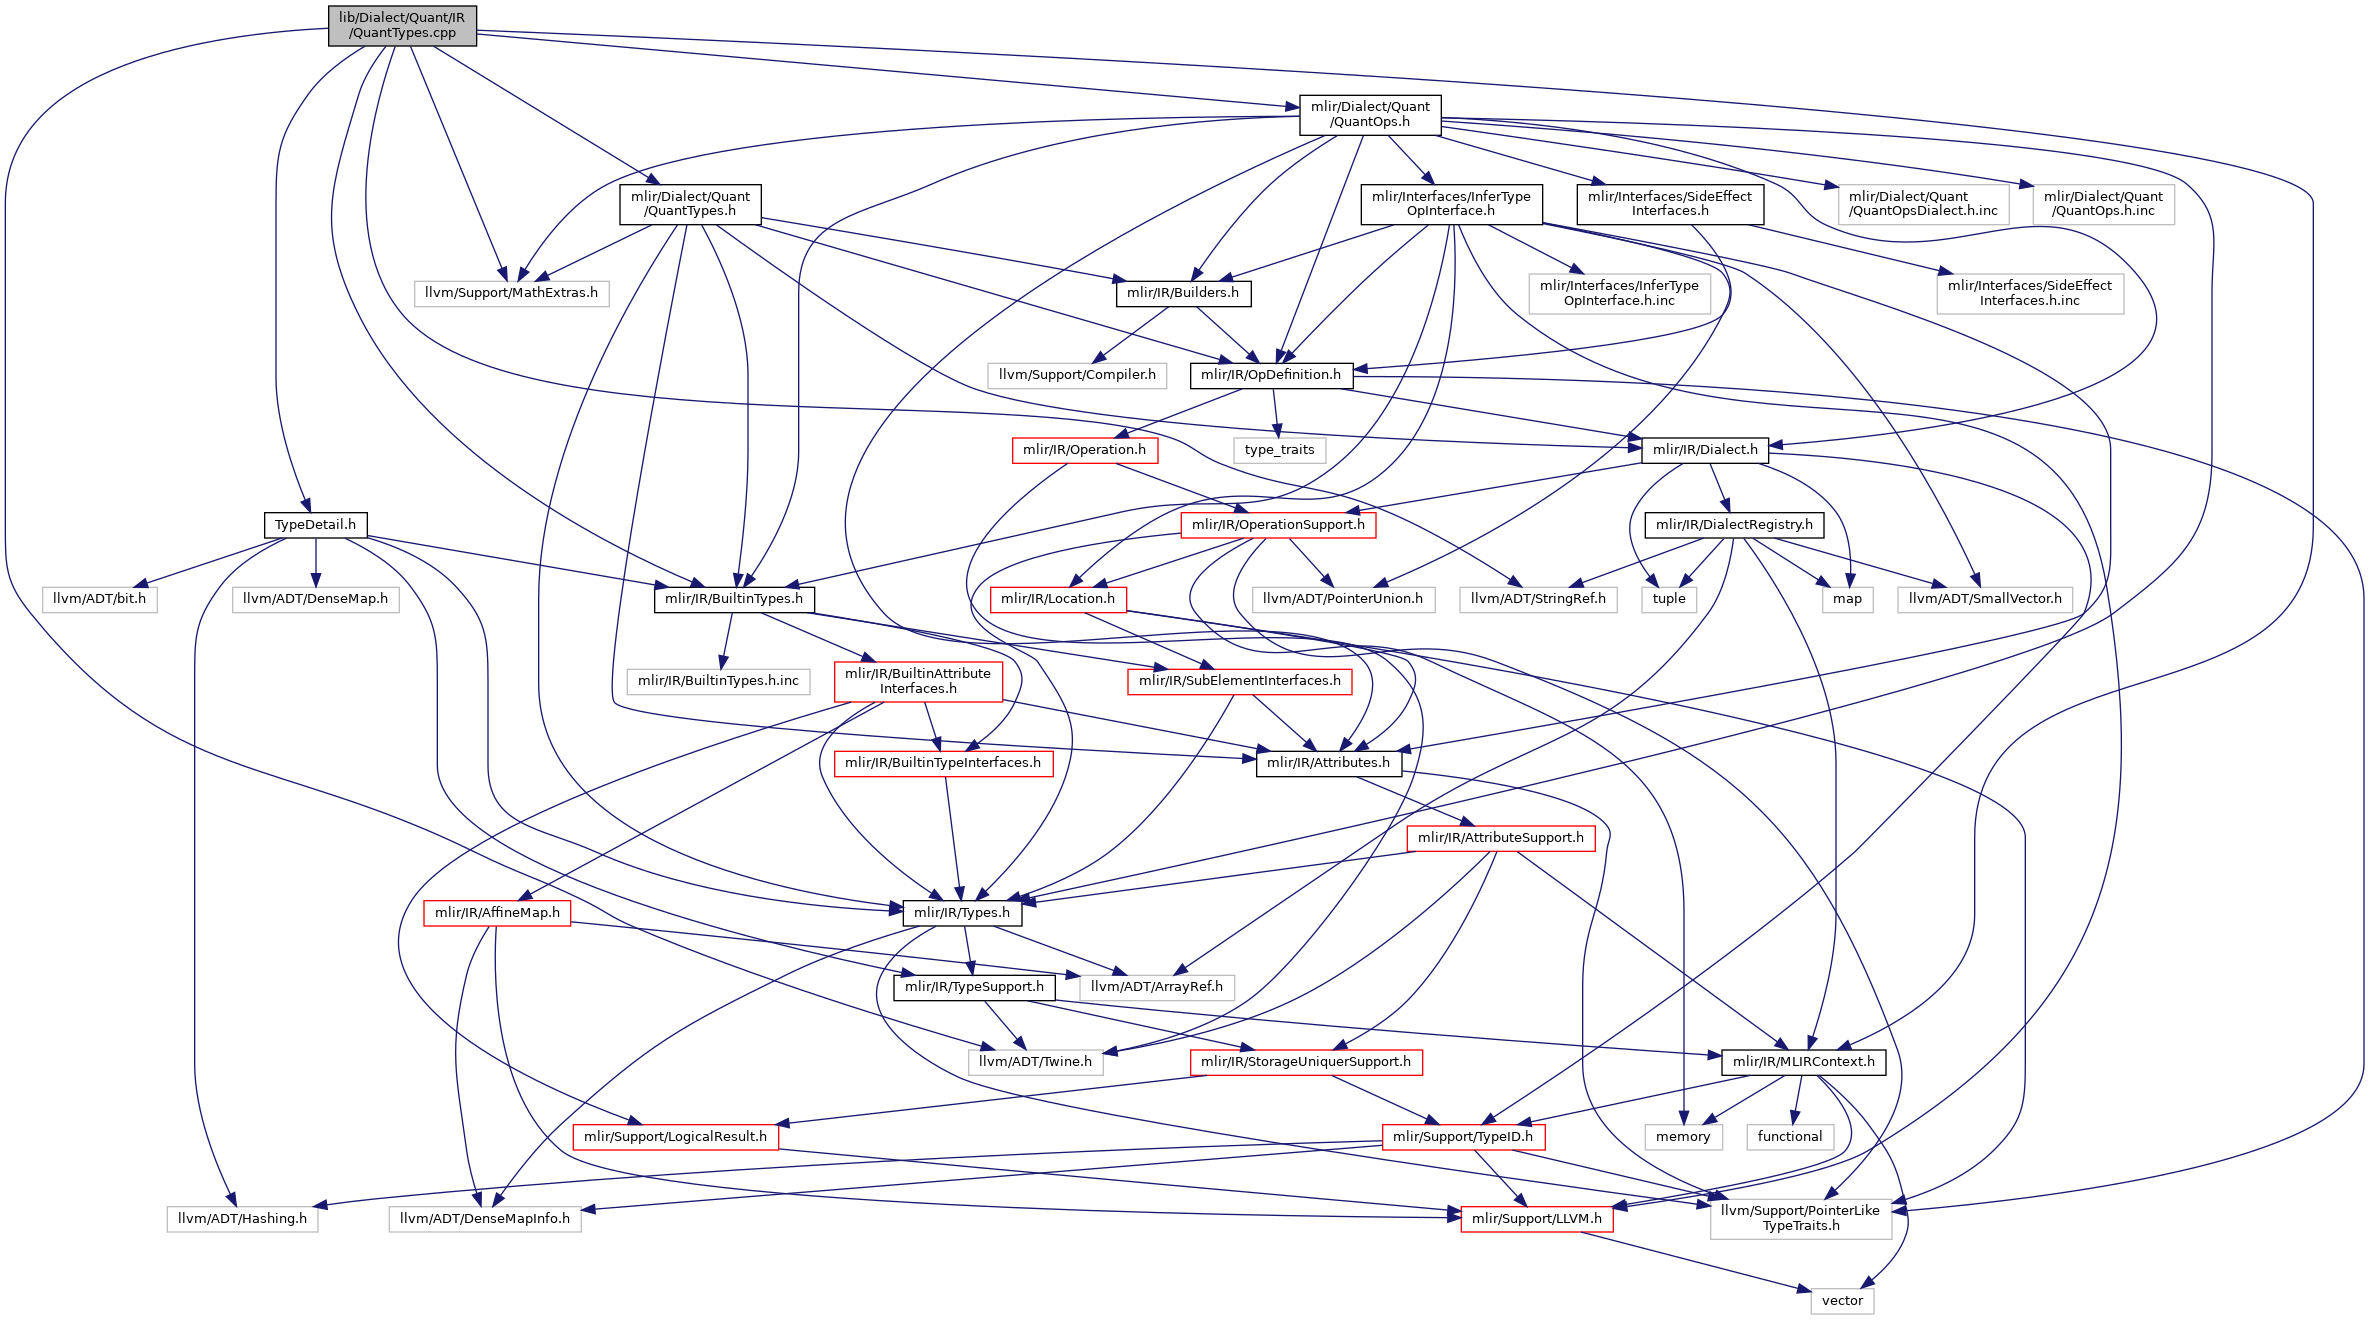 lib/Dialect/Quant/IR
/QuantTypes.cpp
mlir/Dialect/Quant
/QuantOps.h
mlir/Dialect/Quant
/QuantTypes.h
mlir/Interfaces/InferType
OpInterface.h
mlir/Interfaces/SideEffect
Interfaces.h
mlir/Dialect/Quant
/QuantOpsDialect.h.inc
mlir/Dialect/Quant
/QuantOps.h.inc
llvm/Support/MathExtras.h
mlir/IR/Builders.h
mlir/Interfaces/InferType
OpInterface.h.inc
mlir/Interfaces/SideEffect
Interfaces.h.inc
llvm/Support/Compiler.h
mlir/IR/OpDefinition.h
mlir/IR/Operation.h
type_traits
mlir/IR/Dialect.h
TypeDetail.h
mlir/IR/OperationSupport.h
mlir/IR/DialectRegistry.h
llvm/ADT/bit.h
llvm/ADT/DenseMap.h
mlir/IR/BuiltinTypes.h
mlir/IR/Location.h
llvm/ADT/PointerUnion.h
llvm/ADT/StringRef.h
tuple
map
llvm/ADT/SmallVector.h
mlir/IR/BuiltinTypes.h.inc
mlir/IR/BuiltinAttribute
Interfaces.h
mlir/IR/SubElementInterfaces.h
mlir/IR/BuiltinTypeInterfaces.h
mlir/IR/Attributes.h
mlir/IR/AttributeSupport.h
mlir/IR/AffineMap.h
mlir/IR/Types.h
mlir/IR/TypeSupport.h
llvm/ADT/ArrayRef.h
llvm/ADT/Twine.h
mlir/IR/StorageUniquerSupport.h
mlir/IR/MLIRContext.h
mlir/Support/LogicalResult.h
mlir/Support/TypeID.h
memory
functional
llvm/ADT/Hashing.h
llvm/ADT/DenseMapInfo.h
mlir/Support/LLVM.h
llvm/Support/PointerLike
TypeTraits.h
vector